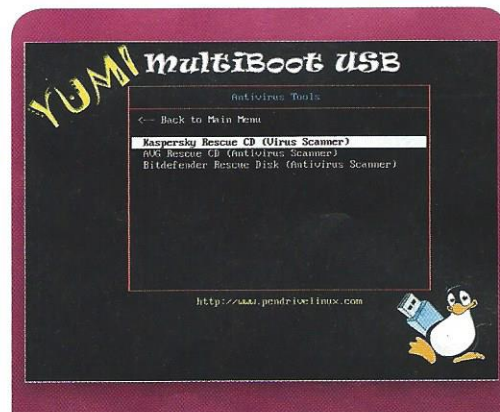 YUMI MultiBoot USB
Antivirus Tools
<-- Back to Main Menu
Kaspersky Rescue CD (Virus Scanner)
AVG Rescue CD (Antivirus Scanner)
Bitdefender Rescue Disk (Antivirus Scanner)
http://www.pendrivelinux.com